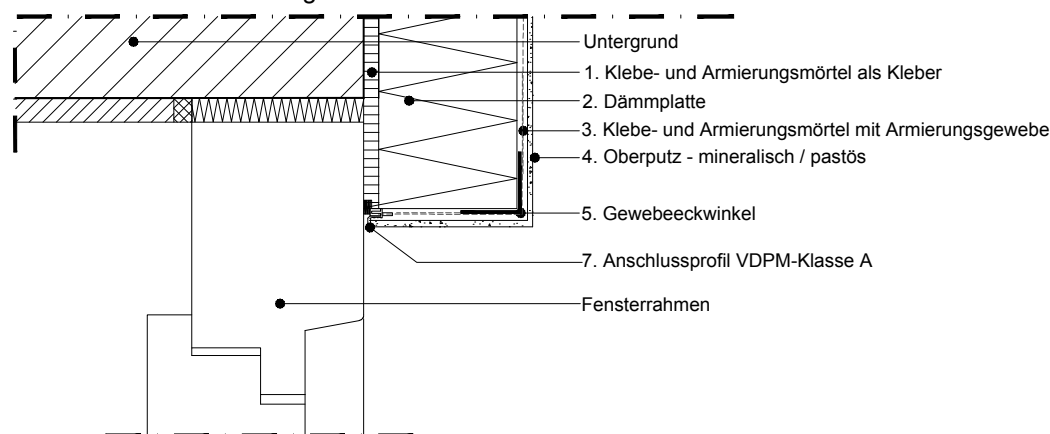 Untergrund
1. Klebe- und Armierungsmörtel als Kleber
2. Dämmplatte
3. Klebe- und Armierungsmörtel mit Armierungsgewebe
4. Oberputz - mineralisch / pastös
5. Gewebeeckwinkel
7. Anschlussprofil VDPM-Klasse A
Fensterrahmen